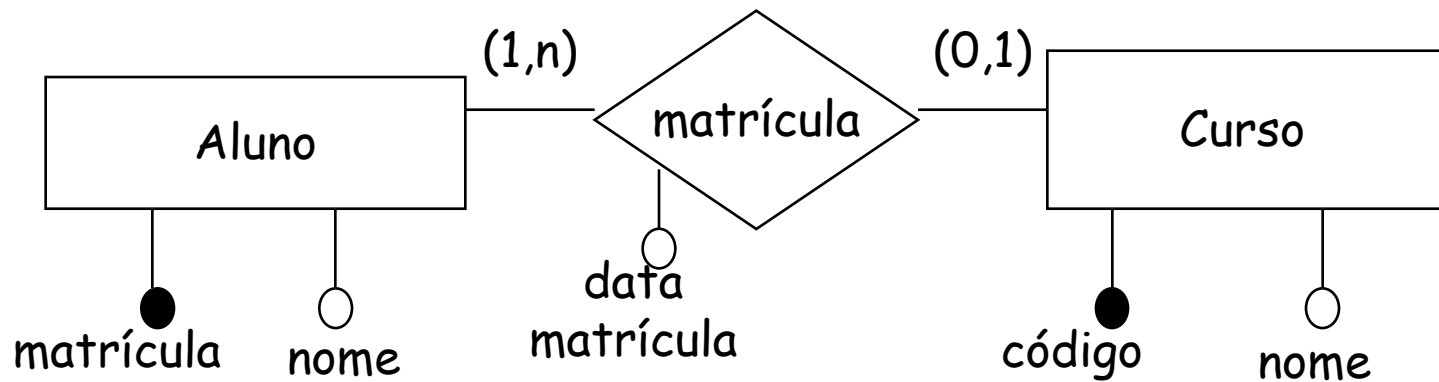 (1,n)
(0,1)
Aluno
matrícula
Curso
data
matrícula
matrícula
nome
código
nome